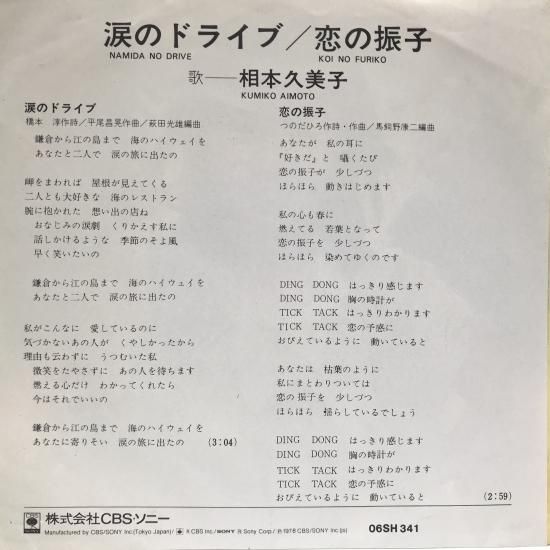 涙のドライブ／恋の振子
NAMIDA NO DRIVE KOI NO FURIKO
歌──相本久美子
KUMIKO AIMOTO
涙のドライブ
橋本 淳作詩／平尾昌晃作曲／萩田光雄編曲
鎌倉から江の島まで 海のハイウェイを
あなたと二人で 涙の旅に出たの
岬をまわれば 屋根が見えてくる
二人とも大好きな 海のレストラン
腕に抱かれた 想い出の店ね
おなじみの涙劇 くりかえす私に
話しかけるような 季節のそよ風
早く笑いたいの
鎌倉から江の島まで 海のハイウェイを
あなたと二人で 涙の旅に出たの
私がこんなに 愛しているのに
気づかないあの人が くやしかったから
理由も云わずに うつむいた私
微笑をたやさずに あの人を待ちます
燃える心だけ わかってくれたら
今はそれでいいの
鎌倉から江の島まで 海のハイウェイを
あなたに寄りそい 涙の旅に出たの (3:04)
恋の振子
つのだひろ作詩・作曲／馬飼野康二編曲
あなたが 私の耳に
『好きだ』と 囁くたび
恋の振子が 少しづつ
ほらほら 動きはじめます
私の心も春に
燃えてる 若葉となって
恋の振子を 少しづつ
ほらほら 染めてゆくのです
DING DONG はっきり感じます
DING DONG 胸の時計が
TICK TACK はっきりわかります
TICK TACK 恋の予感に
おびえているように 動いていると
あなたは 枯葉のように
私にまとわりついては
恋の振子を 少しづつ
ほらほら 揺らしているでしょう
DING DONG はっきり感じます
DING DONG 胸の時計が
TICK TACK はっきりわかります
TICK TACK 恋の予感に
おびえているように 動いていると (2:59)
CBS SONY
株式会社CBS・ソニー
06SH 341
Manufactured by CBS/SONY Inc.(Tokyo Japan)/ ® CBS Inc./SONY ® Sony Corp./Ⓟ 1978 CBS/SONY Inc.(js)